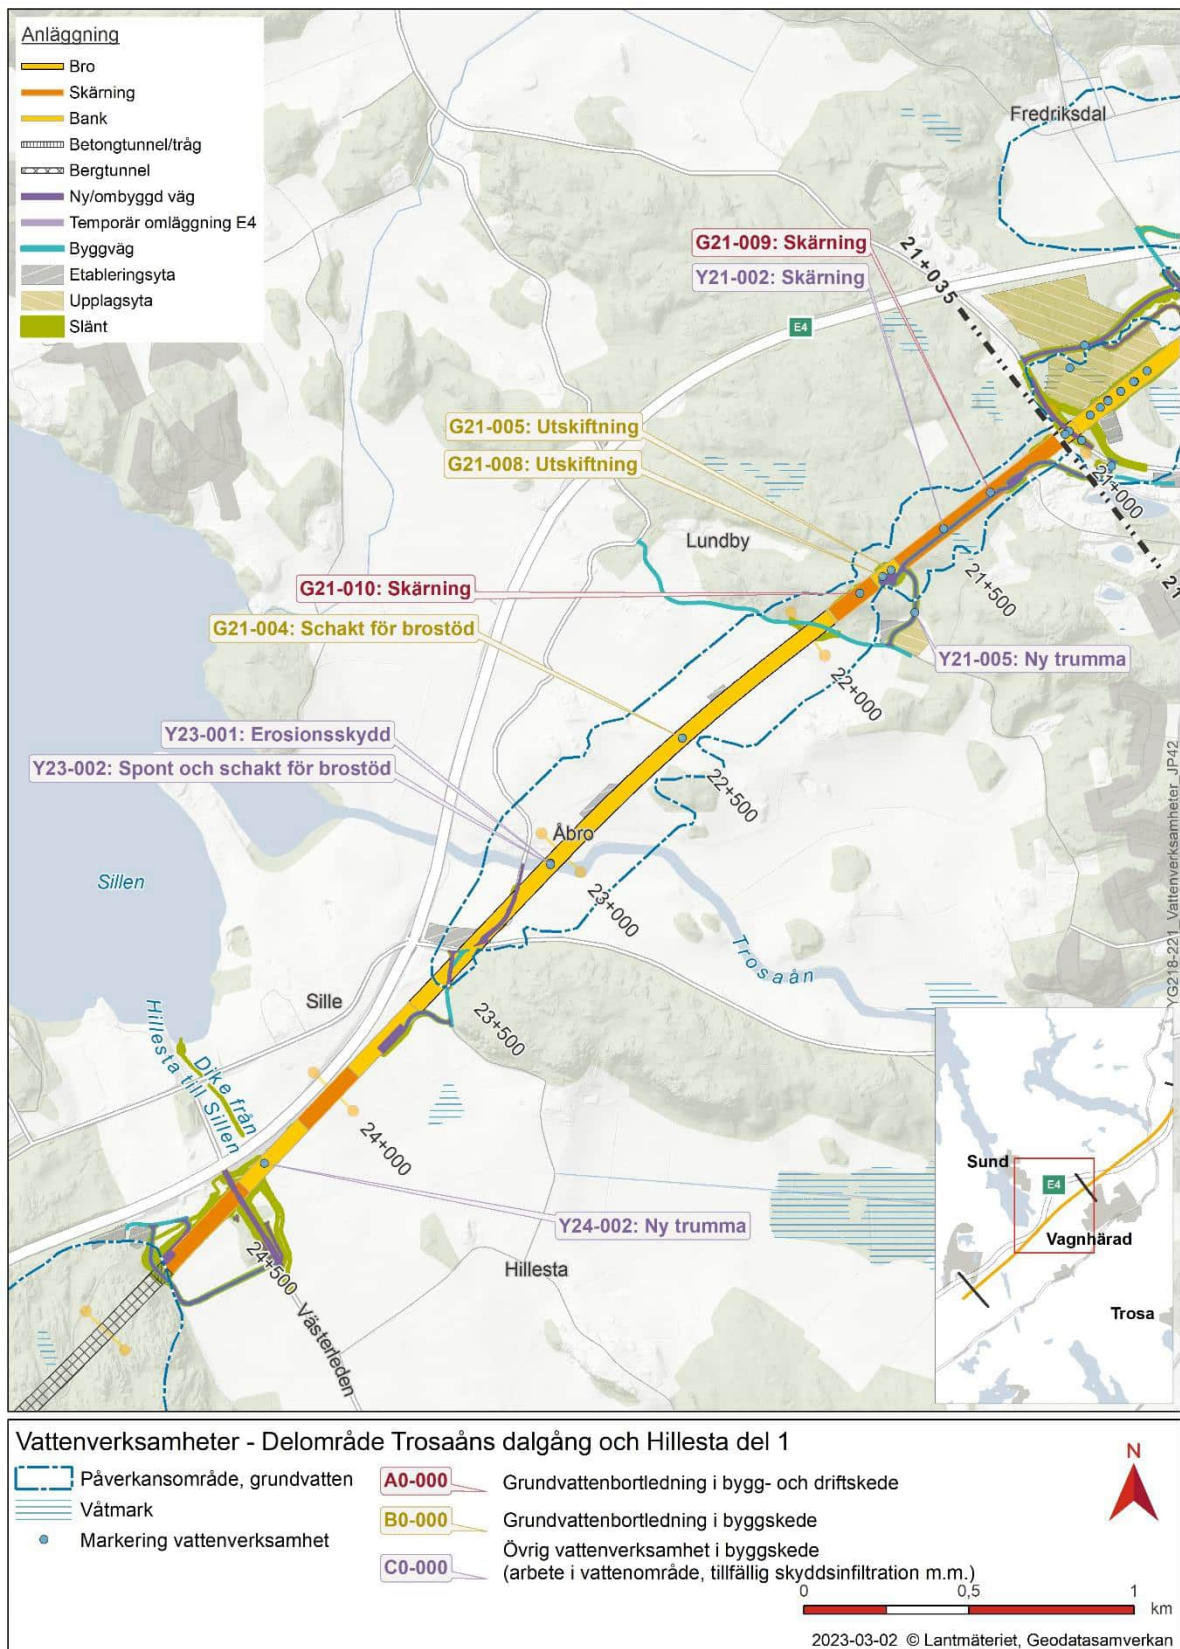 Anläggning
Bro
Skärning
Bank
Betongtunnel/tråg
Bergtunnel
Ny/ombyggd väg
Temporär omläggning E4
Byggväg
Etableringsyta
Upplagsyta
Slänt
Fredriksdal
G21-009: Skärning
Y21-002: Skärning
21+035
E4
G21-005: Utskiftning
G21-008: Utskiftning
21+000
Lundby
21+500
21
G21-010: Skärning
G21-004: Schakt för brostöd
Y21-005: Ny trumma
22+000
Y23-001: Erosionsskydd
Y23-002: Spont och schakt för brostöd
22+500
Åbro
Sillen
23+000
Trosaån
YG218-221_Vattenverksamheter_JP42
Sille
23+500
Dike från
Hillesta till Sillen
24+000
Sund
E4
Vagnhärad
Trosa
Y24-002: Ny trumma
24+500
Hillesta
Västerleden
Vattenverksamheter - Delområde Trosaåns dalgång och Hillesta del 1
Påverkansområde, grundvatten
Våtmark
Markering vattenverksamhet
A0-000
Grundvattenbortledning i bygg- och driftskede
B0-000
Grundvattenbortledning i byggskede
C0-000
Övrig vattenverksamhet i byggskede
(arbete i vattenområde, tillfällig skyddsinfiltration m.m.)
N
0 0,5 1
km
2023-03-02 © Lantmäteriet, Geodatasamverkan